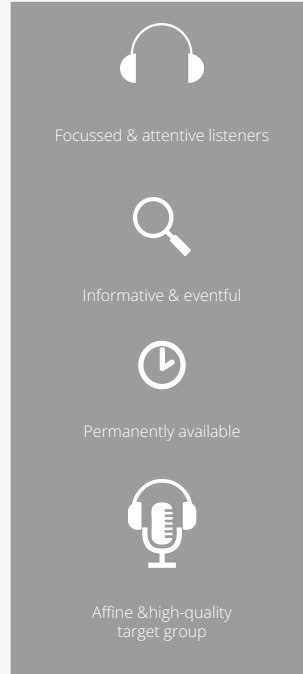 Focussed & attentive listeners
Informative & eventful
Permanently available
Affine &high-quality
target group